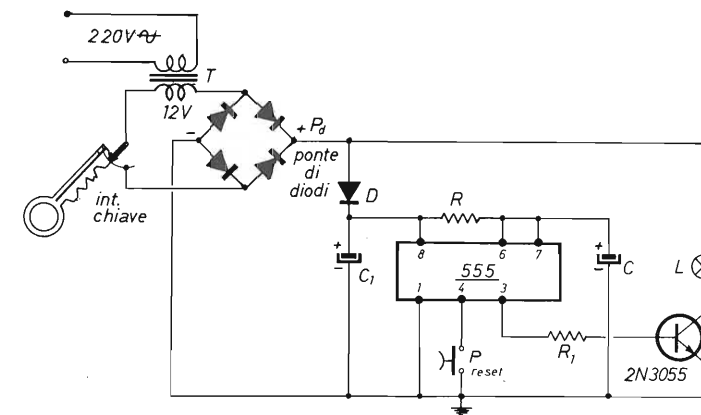 220V
T
12V
+ Pd
−
ponte
di
diodi
int.
chiave
D
R
+
−
C1
8
6
7
555
1
4
3
+
−
C
L
P
reset
R1
2N3055